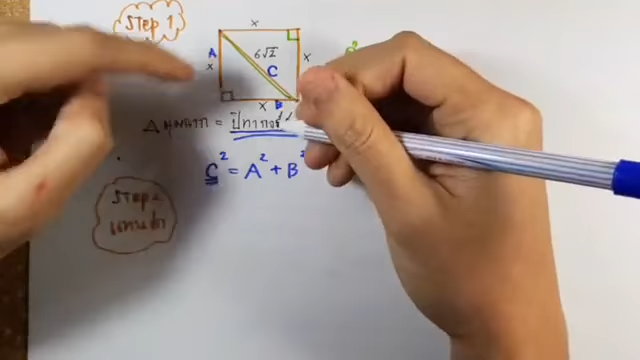 Step 1
x
A
6√2
C
x
x
x
B
Δ มุมฉาก = ปีทากอรัส
C² = A² + B²
Step 2
แทนค่า